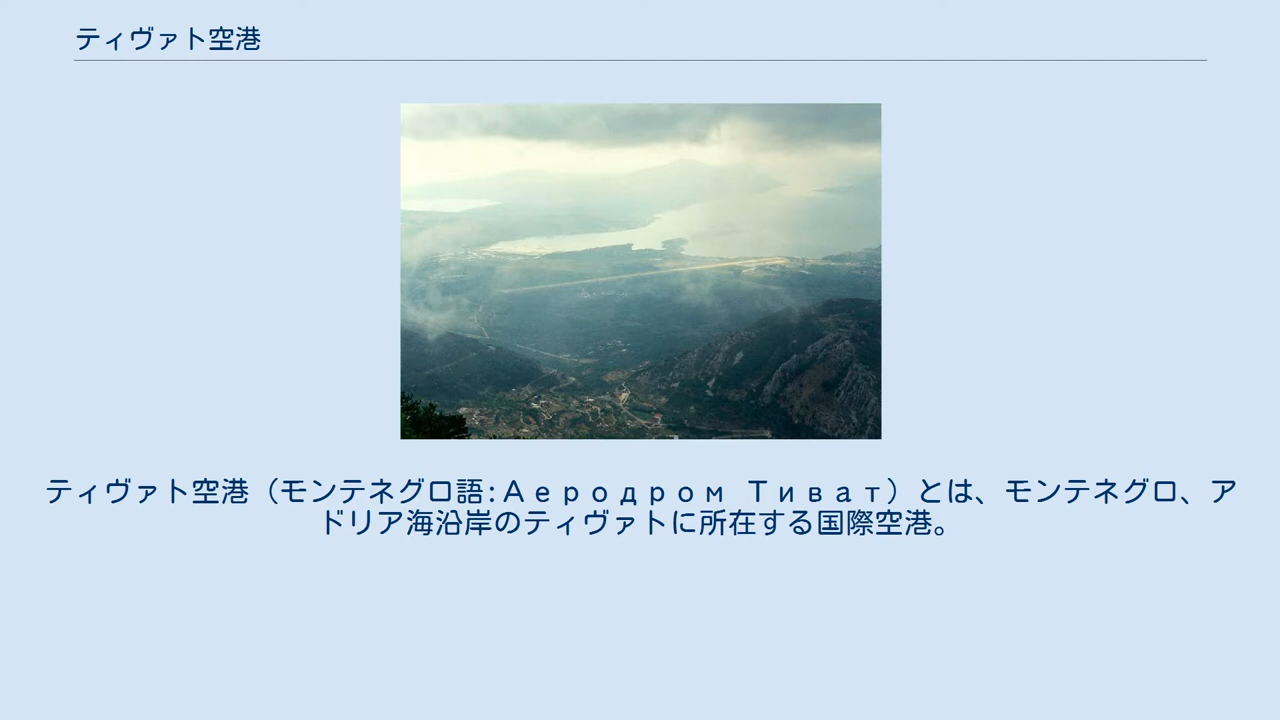 ティヴァト空港
ティヴァト空港（モンテネグロ語:Аеродром Тиват）とは、モンテネグロ、ア
ドリア海沿岸のティヴァトに所在する国際空港。